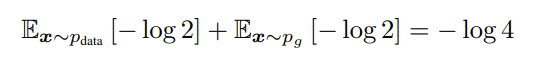 𝔼_{𝒙∼p_data} [− log 2] + 𝔼_{𝒙∼p_g} [− log 2] = − log 4